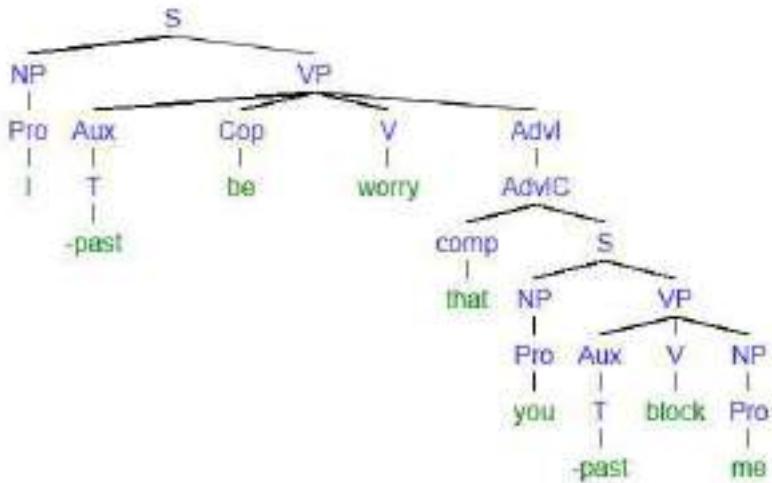 S
NP VP
Pro Aux Cop V Advl
I T be worry AdvlC
-past comp S
that NP VP
Pro Aux V NP
you T block Pro
-past me